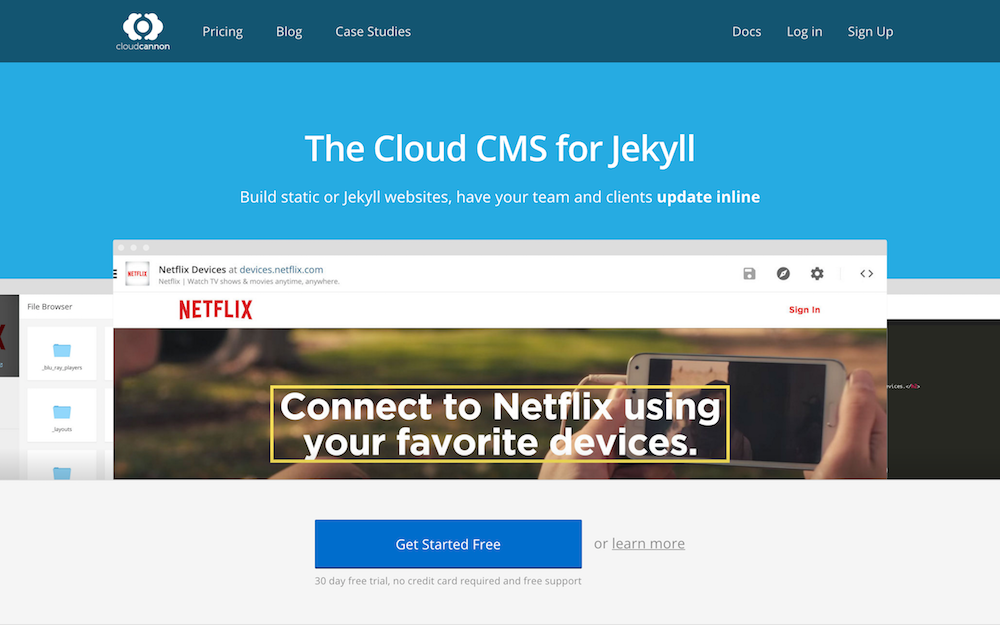 cloudcannon
Pricing
Blog
Case Studies
Docs
Log in
Sign Up
The Cloud CMS for Jekyll
Build static or Jekyll websites, have your team and clients update inline
NETFLIX
Netflix Devices at devices.netflix.com
Netflix | Watch TV shows & movies anytime, anywhere.
< >
File Browser
_blu_ray_players
_layouts
NETFLIX
Sign In
Connect to Netflix using
your favorite devices.
Get Started Free
or learn more
30 day free trial, no credit card required and free support